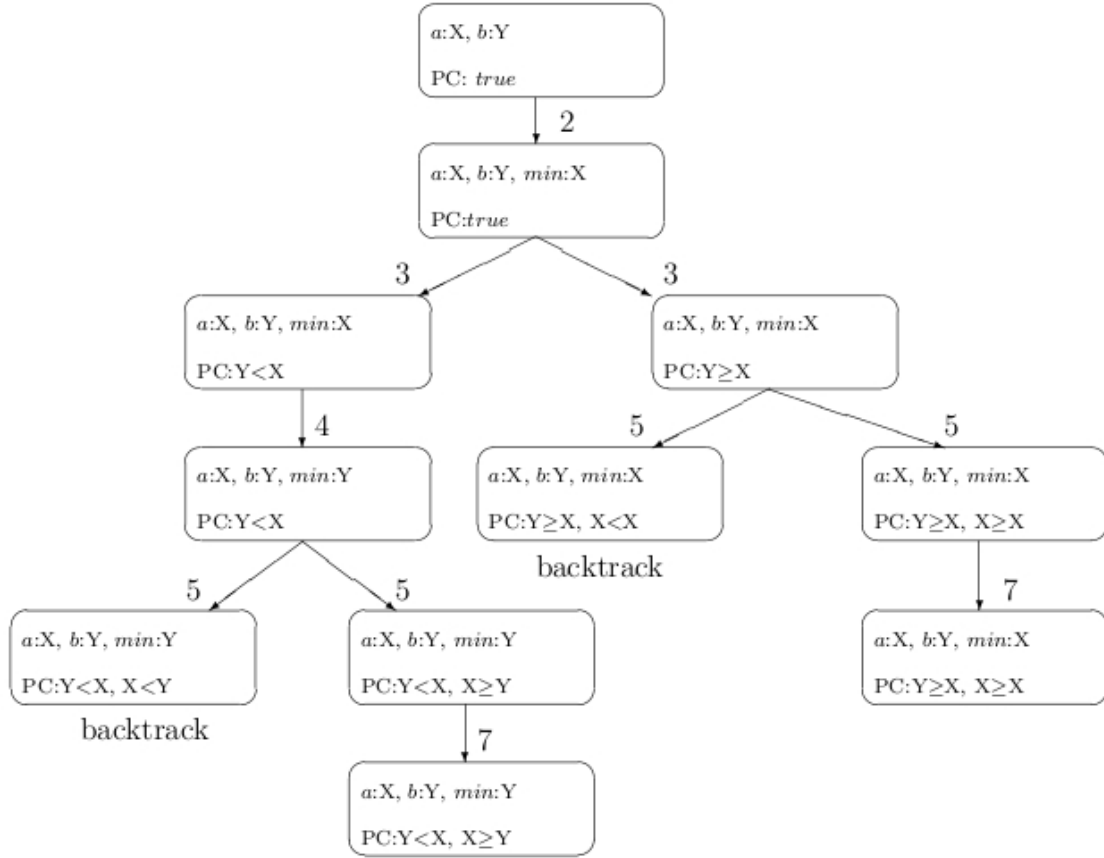 a:X, b:Y
PC: true
2
a:X, b:Y, min:X
PC:true
3
3
a:X, b:Y, min:X
PC:Y<X
a:X, b:Y, min:X
PC:Y≥X
4
5
5
a:X, b:Y, min:Y
PC:Y<X
a:X, b:Y, min:X
PC:Y≥X, X<X
backtrack
a:X, b:Y, min:X
PC:Y≥X, X≥X
5
5
7
a:X, b:Y, min:Y
PC:Y<X, X<Y
backtrack
a:X, b:Y, min:Y
PC:Y<X, X≥Y
a:X, b:Y, min:X
PC:Y≥X, X≥X
7
a:X, b:Y, min:Y
PC:Y<X, X≥Y